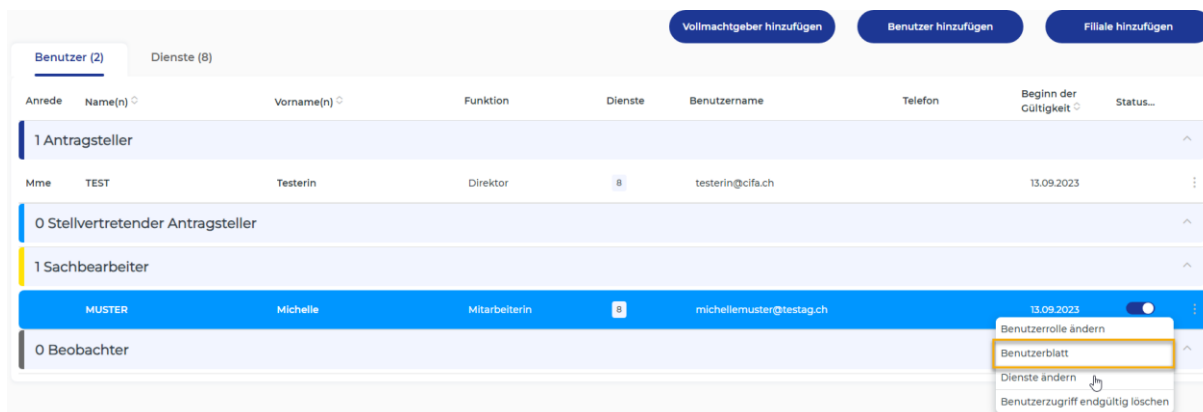 Vollmachtgeber hinzufügen Benutzer hinzufügen Filiale hinzufügen
Benutzer (2) Dienste (8)
Anrede Name(n) Vorname(n) Funktion Dienste Benutzername Telefon Beginn der Gültigkeit Status...
1 Antragsteller
Mme TEST Testerin Direktor 8 testerin@cifa.ch 13.09.2023
0 Stellvertretender Antragsteller
1 Sachbearbeiter
MUSTER Michelle Mitarbeiterin 8 michellemuster@testag.ch 13.09.2023
Benutzerrolle ändern
0 Beobachter
Benutzerblatt
Dienste ändern
Benutzerzugriff endgültig löschen